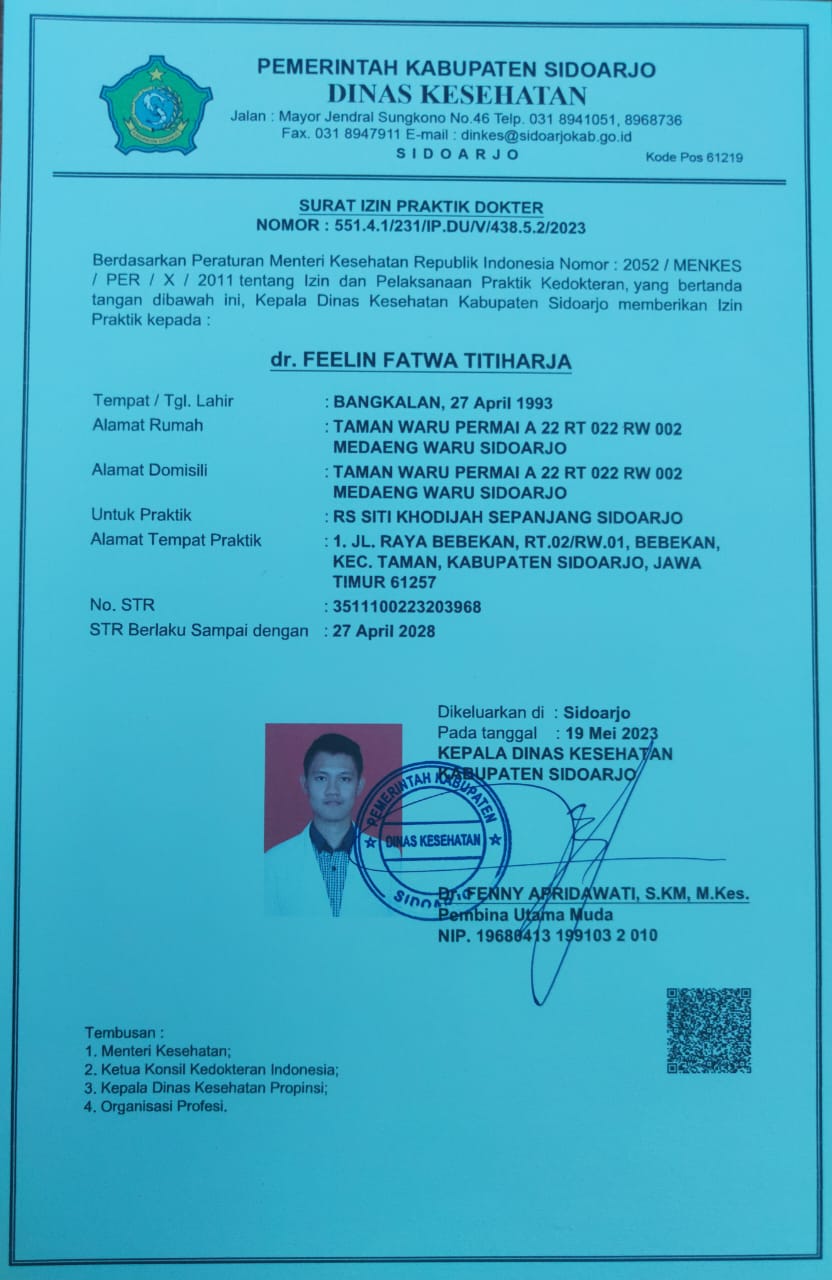 PEMERINTAH KABUPATEN SIDOARJO
DINAS KESEHATAN
Jalan : Mayor Jendral Sungkono No.46 Telp. 031 8941051, 8968736
Fax. 031 8947911 E-mail : dinkes@sidoarjokab.go.id
SIDOARJO
Kode Pos 61219
SURAT IZIN PRAKTIK DOKTER
NOMOR : 551.4.1/231/IP.DU/V/438.5.2/2023
Berdasarkan Peraturan Menteri Kesehatan Republik Indonesia Nomor : 2052 / MENKES
/ PER / X / 2011 tentang Izin dan Pelaksanaan Praktik Kedokteran, yang bertanda
tangan dibawah ini, Kepala Dinas Kesehatan Kabupaten Sidoarjo memberikan Izin
Praktik kepada :
dr. FEELIN FATWA TITIHARJA
Tempat / Tgl. Lahir : BANGKALAN, 27 April 1993
Alamat Rumah : TAMAN WARU PERMAI A 22 RT 022 RW 002
MEDAENG WARU SIDOARJO
Alamat Domisili : TAMAN WARU PERMAI A 22 RT 022 RW 002
MEDAENG WARU SIDOARJO
Untuk Praktik : RS SITI KHODIJAH SEPANJANG SIDOARJO
Alamat Tempat Praktik : 1. JL. RAYA BEBEKAN, RT.02/RW.01, BEBEKAN,
KEC. TAMAN, KABUPATEN SIDOARJO, JAWA
TIMUR 61257
No. STR : 3511100223203968
STR Berlaku Sampai dengan : 27 April 2028
Dikeluarkan di : Sidoarjo
Pada tanggal : 19 Mei 2023
KEPALA DINAS KESEHATAN
KABUPATEN SIDOARJO
PEMERINTAH KABUPATEN
DINAS KESEHATAN
SIDOARJO
Dr. FENNY APRIDAWATI, S.KM, M.Kes.
Pembina Utama Muda
NIP. 19680413 199103 2 010
Tembusan :
1. Menteri Kesehatan;
2. Ketua Konsil Kedokteran Indonesia;
3. Kepala Dinas Kesehatan Propinsi;
4. Organisasi Profesi.